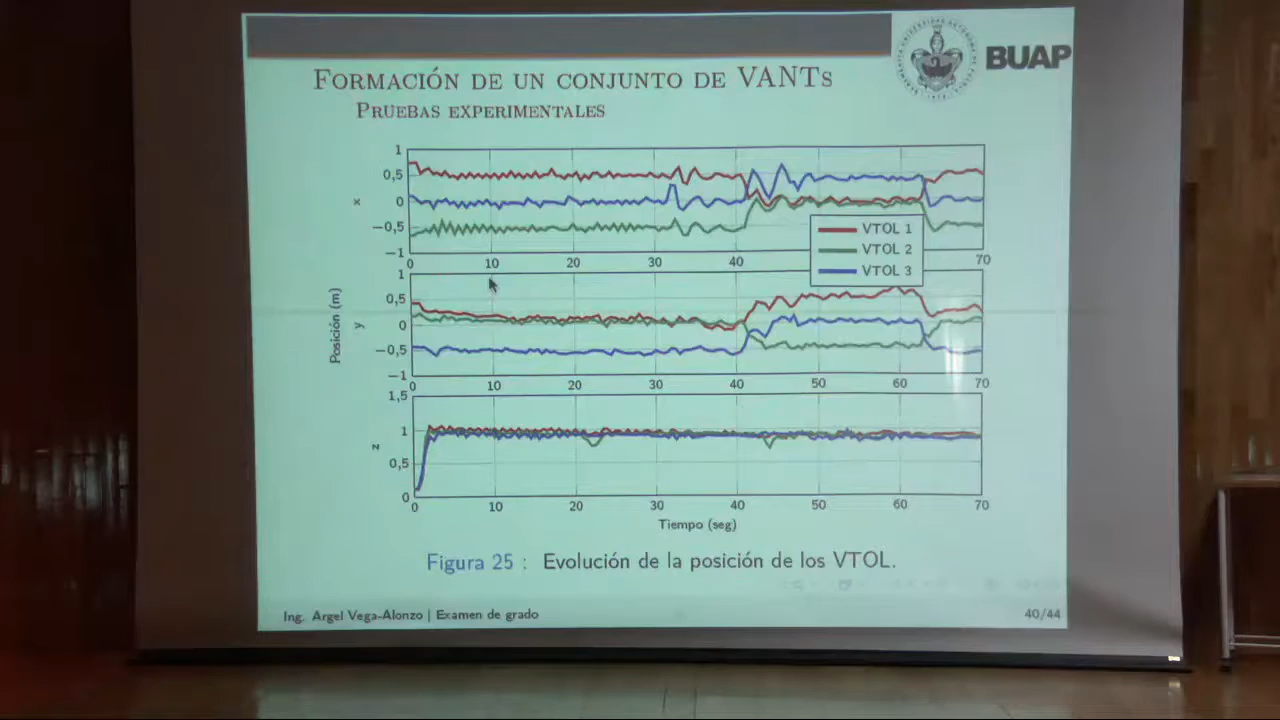 BUAP
FORMACIÓN DE UN CONJUNTO DE VANTS
PRUEBAS EXPERIMENTALES
1
0,5
x
0
−0,5
−1
0
10
20
30
40
70
VTOL 1
VTOL 2
VTOL 3
Posición (m)
1
0,5
y
0
−0,5
−1
0
10
20
30
40
50
60
70
1,5
1
z
0,5
0
0
10
20
30
40
50
60
70
Tiempo (seg)
Figura 25 : Evolución de la posición de los VTOL.
Ing. Argel Vega-Alonzo | Examen de grado
40/44